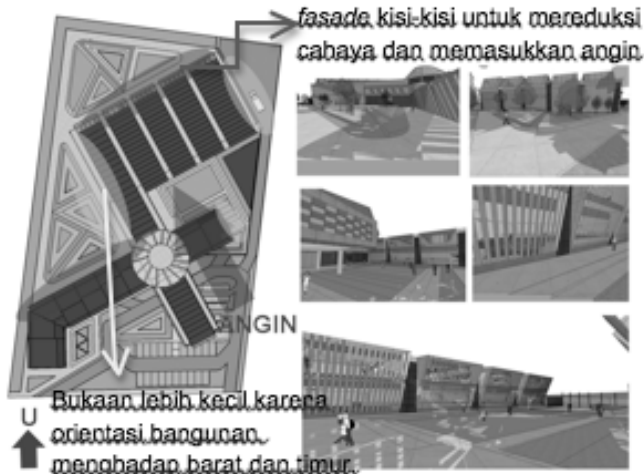 fasade kisi-kisi untuk mereduksi
cahaya dan memasukkan angin
ANGIN
U
Bukaan lebih kecil karena
orientasi bangunan
menghadap barat dan timur.